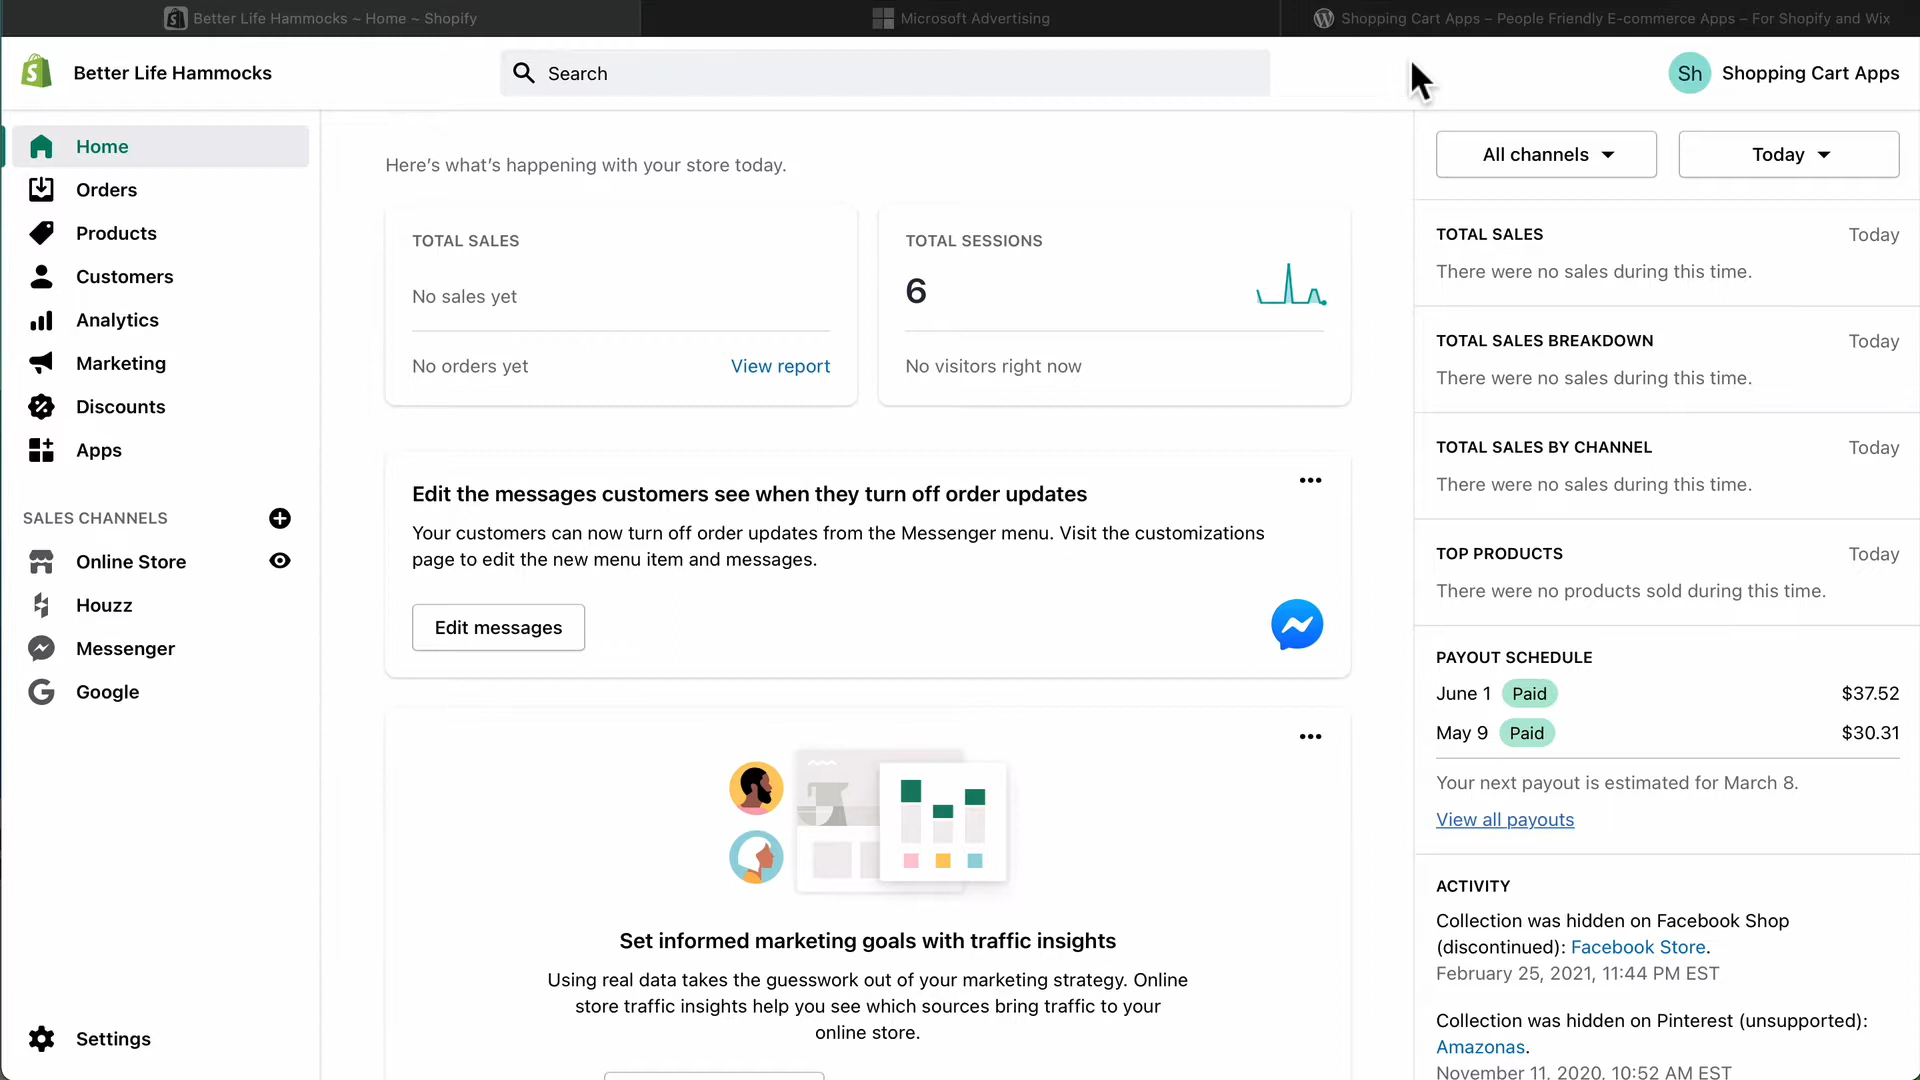 Better Life Hammocks ~ Home ~ Shopify
Microsoft Advertising
Shopping Cart Apps – People Friendly E-commerce Apps – For Shopify and Wix
Better Life Hammocks
Search
Sh
Shopping Cart Apps
Home
Orders
Products
Customers
Analytics
Marketing
Discounts
Apps
SALES CHANNELS
Online Store
Houzz
Messenger
Google
Settings
Here’s what’s happening with your store today.
TOTAL SALES
No sales yet
No orders yet
View report
TOTAL SESSIONS
6
No visitors right now
Edit the messages customers see when they turn off order updates
Your customers can now turn off order updates from the Messenger menu. Visit the customizations
page to edit the new menu item and messages.
Edit messages
Set informed marketing goals with traffic insights
Using real data takes the guesswork out of your marketing strategy. Online
store traffic insights help you see which sources bring traffic to your
online store.
All channels
Today
TOTAL SALES Today
There were no sales during this time.
TOTAL SALES BREAKDOWN Today
There were no sales during this time.
TOTAL SALES BY CHANNEL Today
There were no sales during this time.
TOP PRODUCTS Today
There were no products sold during this time.
PAYOUT SCHEDULE
June 1 Paid $37.52
May 9 Paid $30.31
Your next payout is estimated for March 8.
View all payouts
ACTIVITY
Collection was hidden on Facebook Shop
(discontinued): Facebook Store.
February 25, 2021, 11:44 PM EST
Collection was hidden on Pinterest (unsupported):
Amazonas.
November 11, 2020, 10:52 AM EST